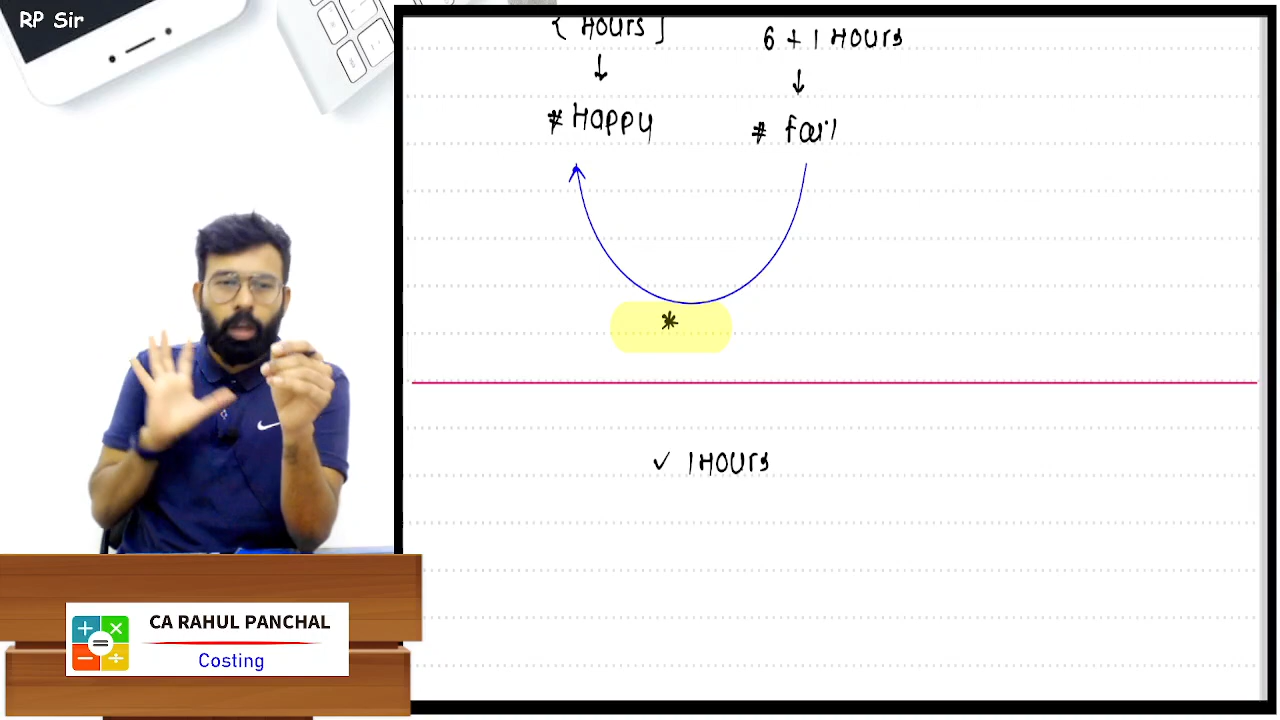 RP Sir
{ Hours }
6 + 1 Hours
* Happy
# fail
*
✓ 1 Hours
CA RAHUL PANCHAL
Costing